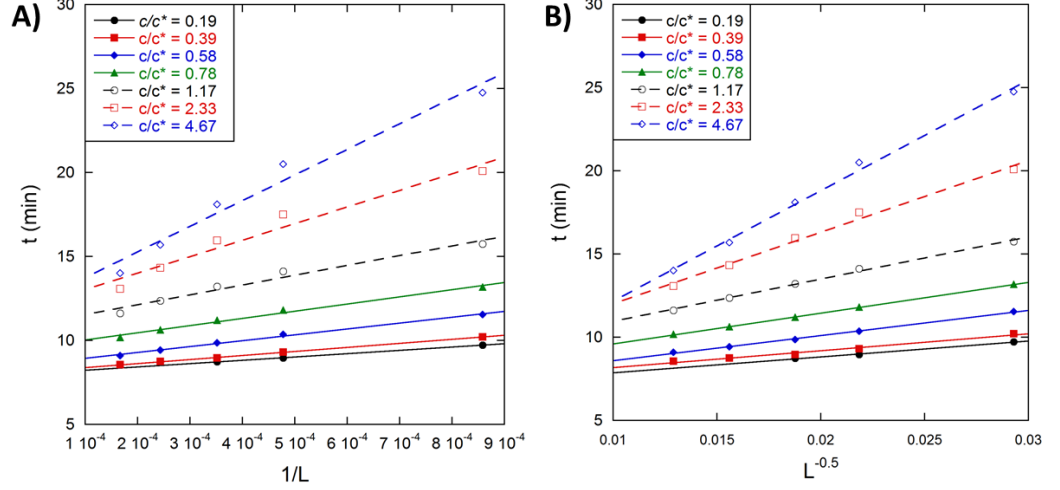 A)
30
25
20
15
10
5
t (min)
c/c* = 0.19
c/c* = 0.39
c/c* = 0.58
c/c* = 0.78
c/c* = 1.17
c/c* = 2.33
c/c* = 4.67
1 10⁻⁴ 2 10⁻⁴ 3 10⁻⁴ 4 10⁻⁴ 5 10⁻⁴ 6 10⁻⁴ 7 10⁻⁴ 8 10⁻⁴ 9 10⁻⁴
1/L
B)
30
25
20
15
10
5
t (min)
c/c* = 0.19
c/c* = 0.39
c/c* = 0.58
c/c* = 0.78
c/c* = 1.17
c/c* = 2.33
c/c* = 4.67
0.01 0.015 0.02 0.025 0.03
L⁻⁰·⁵